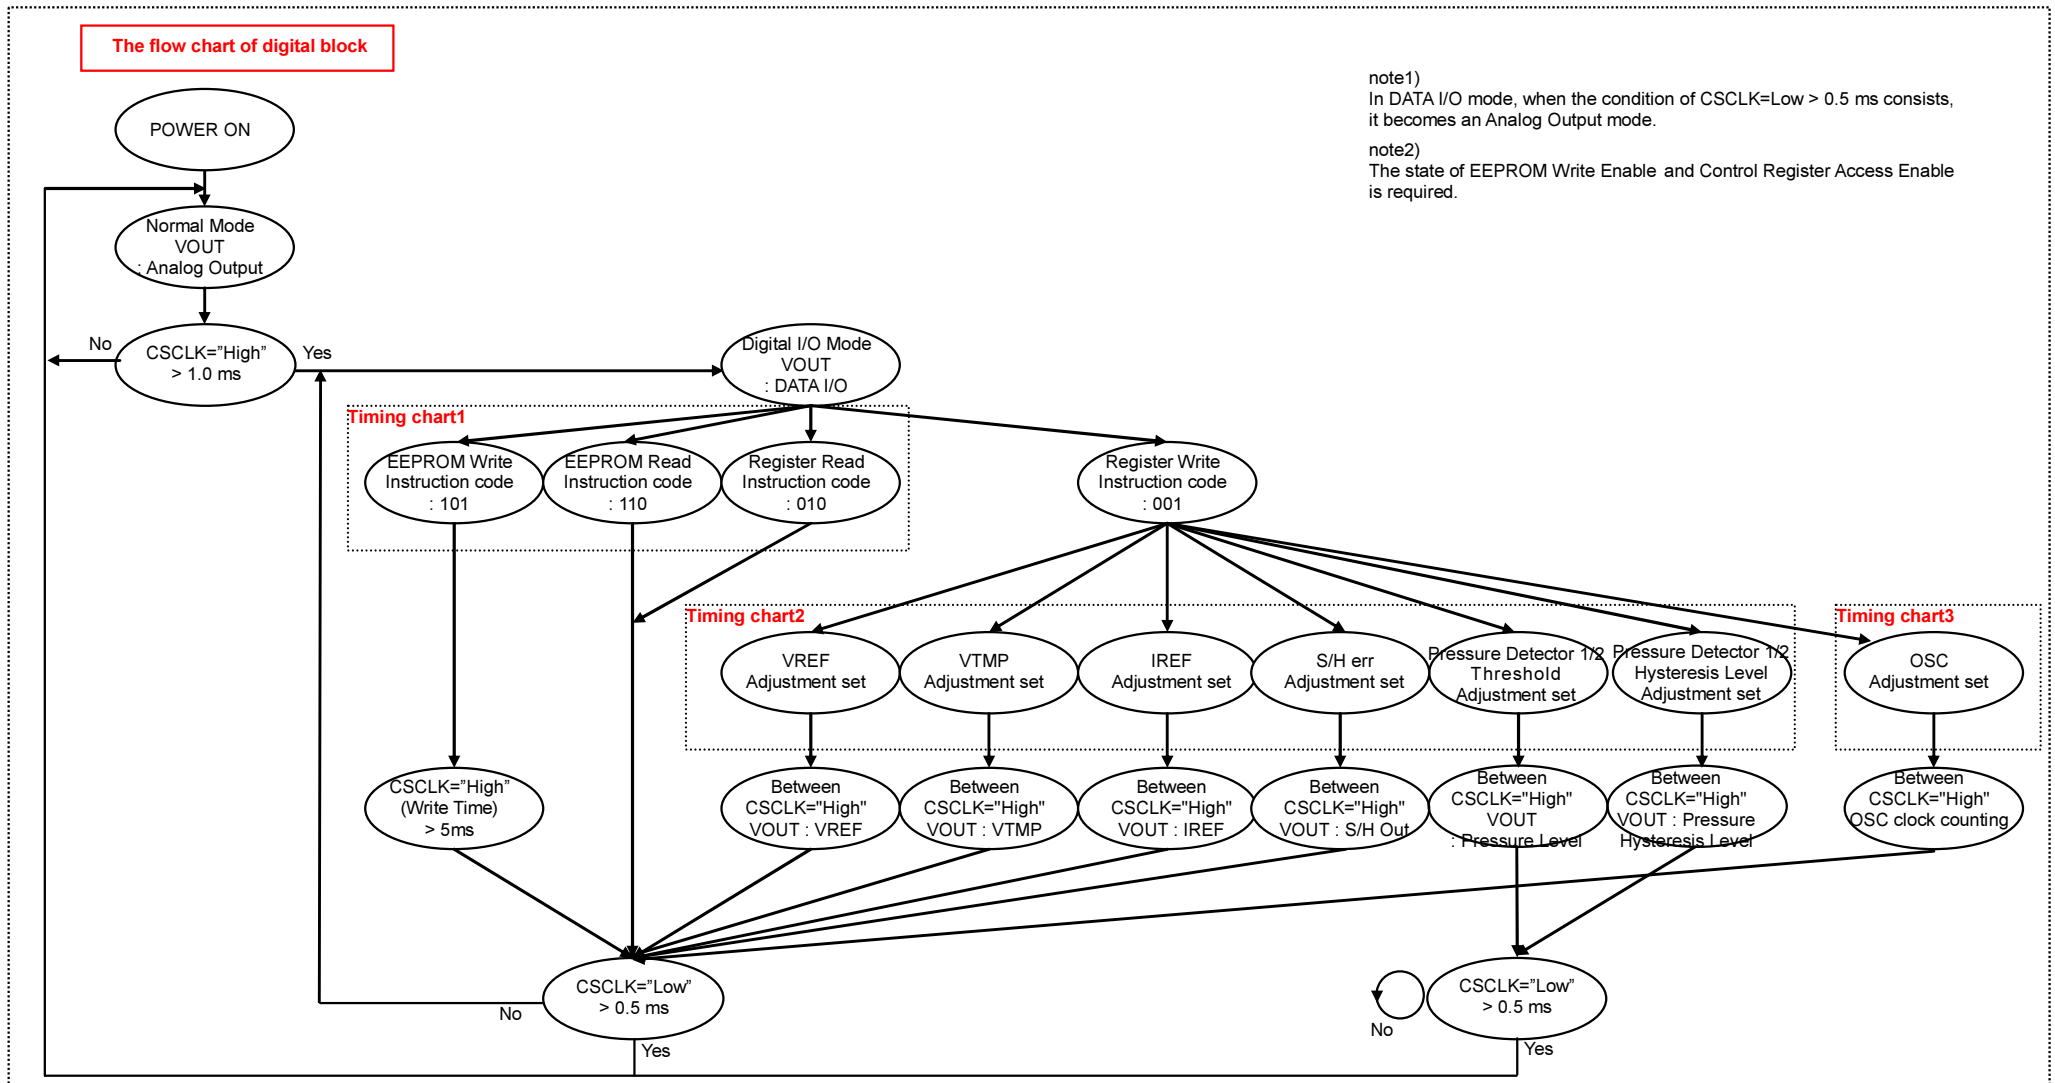 The flow chart of digital block
note1)
In DATA I/O mode, when the condition of CSCLK=Low > 0.5 ms consists,
it becomes an Analog Output mode.
note2)
The state of EEPROM Write Enable and Control Register Access Enable
is required.
POWER ON
Normal Mode
VOUT
: Analog Output
No
CSCLK=”High”
> 1.0 ms
Yes
Digital I/O Mode
VOUT
: DATA I/O
Timing chart1
EEPROM Write
Instruction code
: 101
EEPROM Read
Instruction code
: 110
Register Read
Instruction code
: 010
Register Write
Instruction code
: 001
Timing chart2
Timing chart3
VREF
Adjustment set
VTMP
Adjustment set
IREF
Adjustment set
S/H err
Adjustment set
Pressure Detector 1/2
Threshold
Adjustment set
Pressure Detector 1/2
Hysteresis Level
Adjustment set
OSC
Adjustment set
CSCLK=”High”
(Write Time)
> 5ms
Between
CSCLK="High"
VOUT : VREF
Between
CSCLK="High"
VOUT : VTMP
Between
CSCLK="High"
VOUT : IREF
Between
CSCLK="High"
VOUT : S/H Out
Between
CSCLK="High"
VOUT
: Pressure Level
Between
CSCLK="High"
VOUT : Pressure
Hysteresis Level
Between
CSCLK="High"
OSC clock counting
CSCLK=”Low”
> 0.5 ms
No
Yes
CSCLK=”Low”
> 0.5 ms
No
Yes